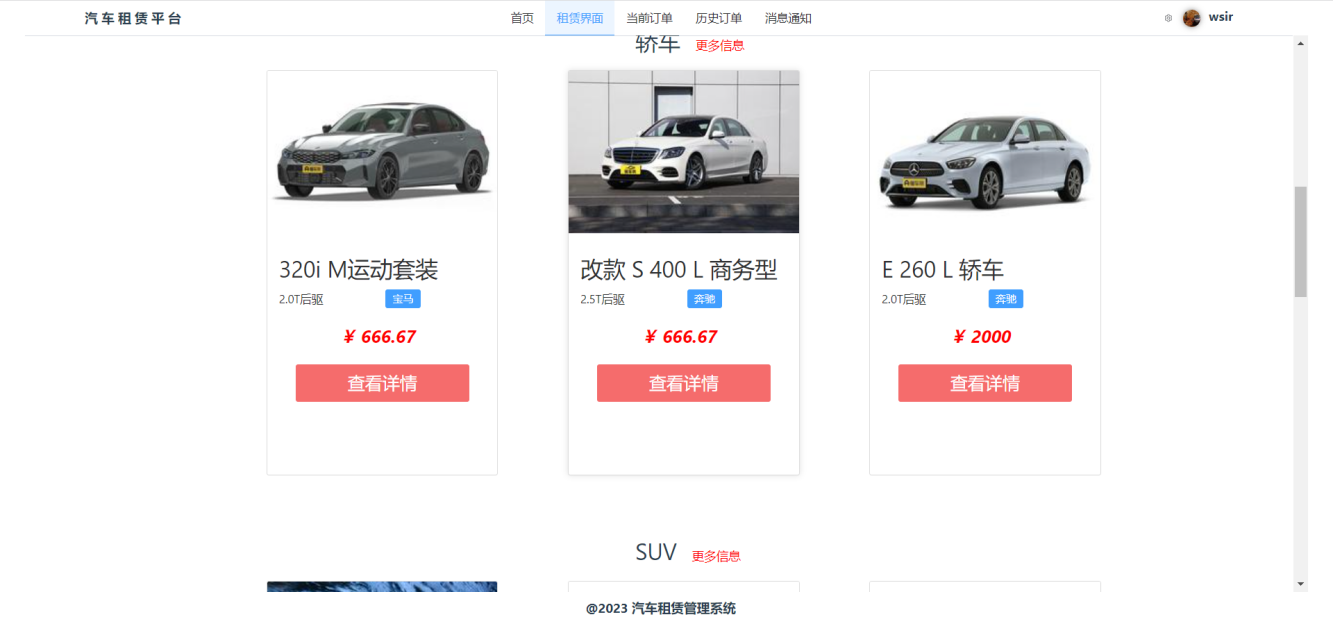 汽车租赁平台
首页 租赁界面 当前订单 历史订单 消息通知
wsir
轿车 更多信息
320i M运动套装
2.0T后驱 宝马
¥ 666.67
查看详情
改款 S 400 L 商务型
2.5T后驱 奔驰
¥ 666.67
查看详情
E 260 L 轿车
2.0T后驱 奔驰
¥ 2000
查看详情
SUV 更多信息
@2023 汽车租赁管理系统